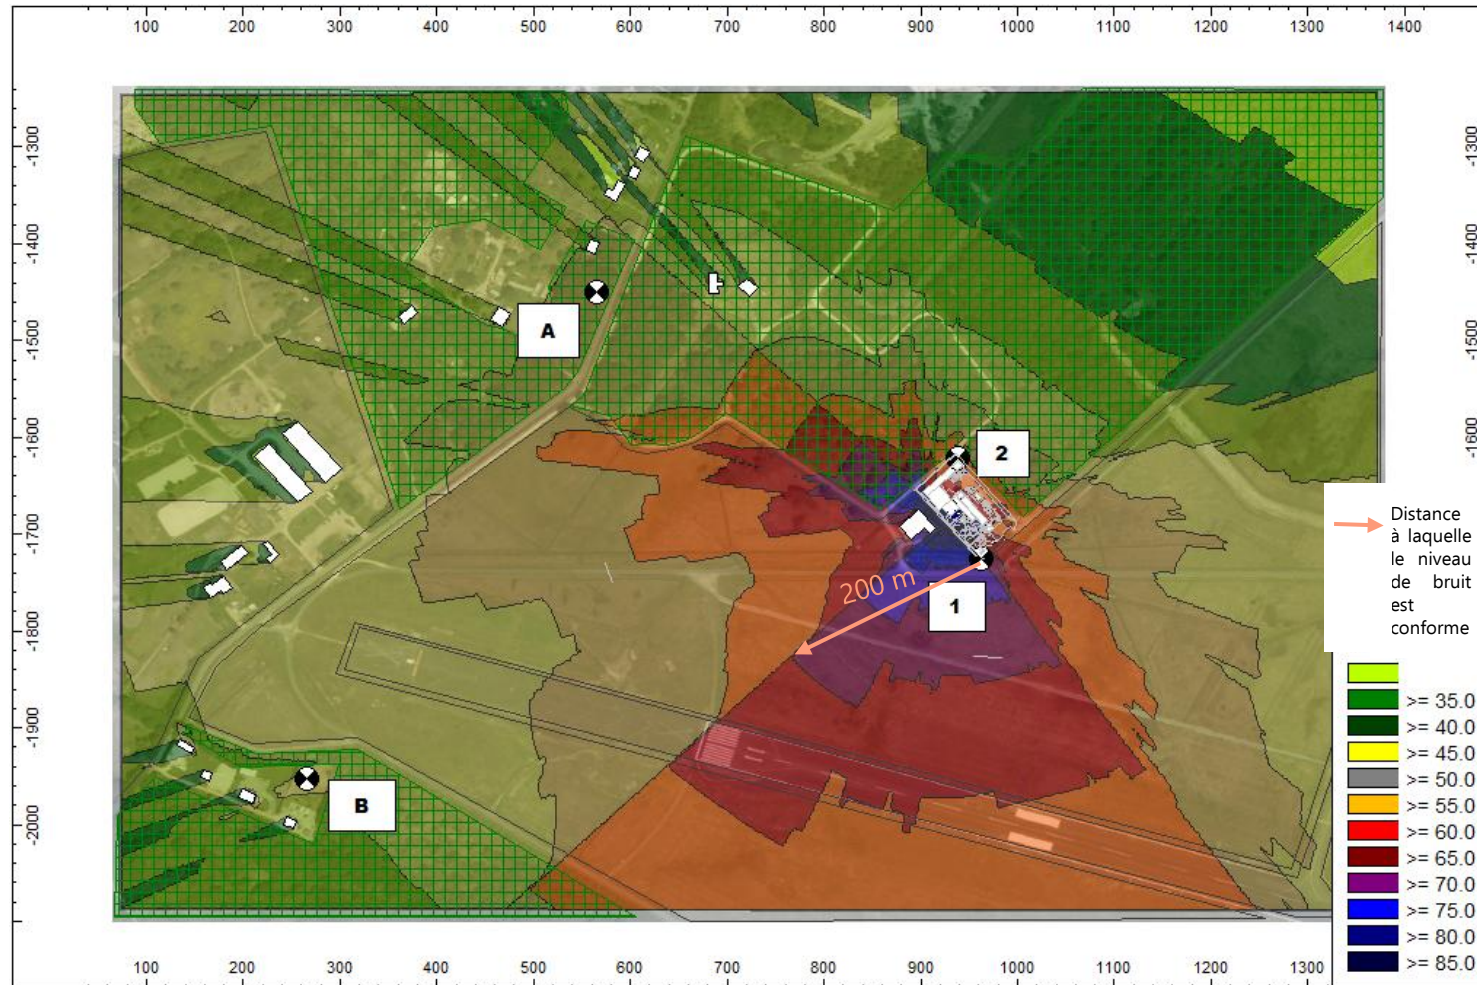 100 200 300 400 500 600 700 800 900 1000 1100 1200 1300 1400
-1300 -1300
-1400 -1400
A
-1500 -1500
2
-1600 -1600
Distance
à laquelle
le niveau
de bruit
est
conforme
-1700
200 m
1
-1800
>= 35.0
>= 40.0
>= 45.0
>= 50.0
>= 55.0
>= 60.0
>= 65.0
>= 70.0
>= 75.0
>= 80.0
>= 85.0
-1900
B
-2000
100 200 300 400 500 600 700 800 900 1000 1100 1200 1300